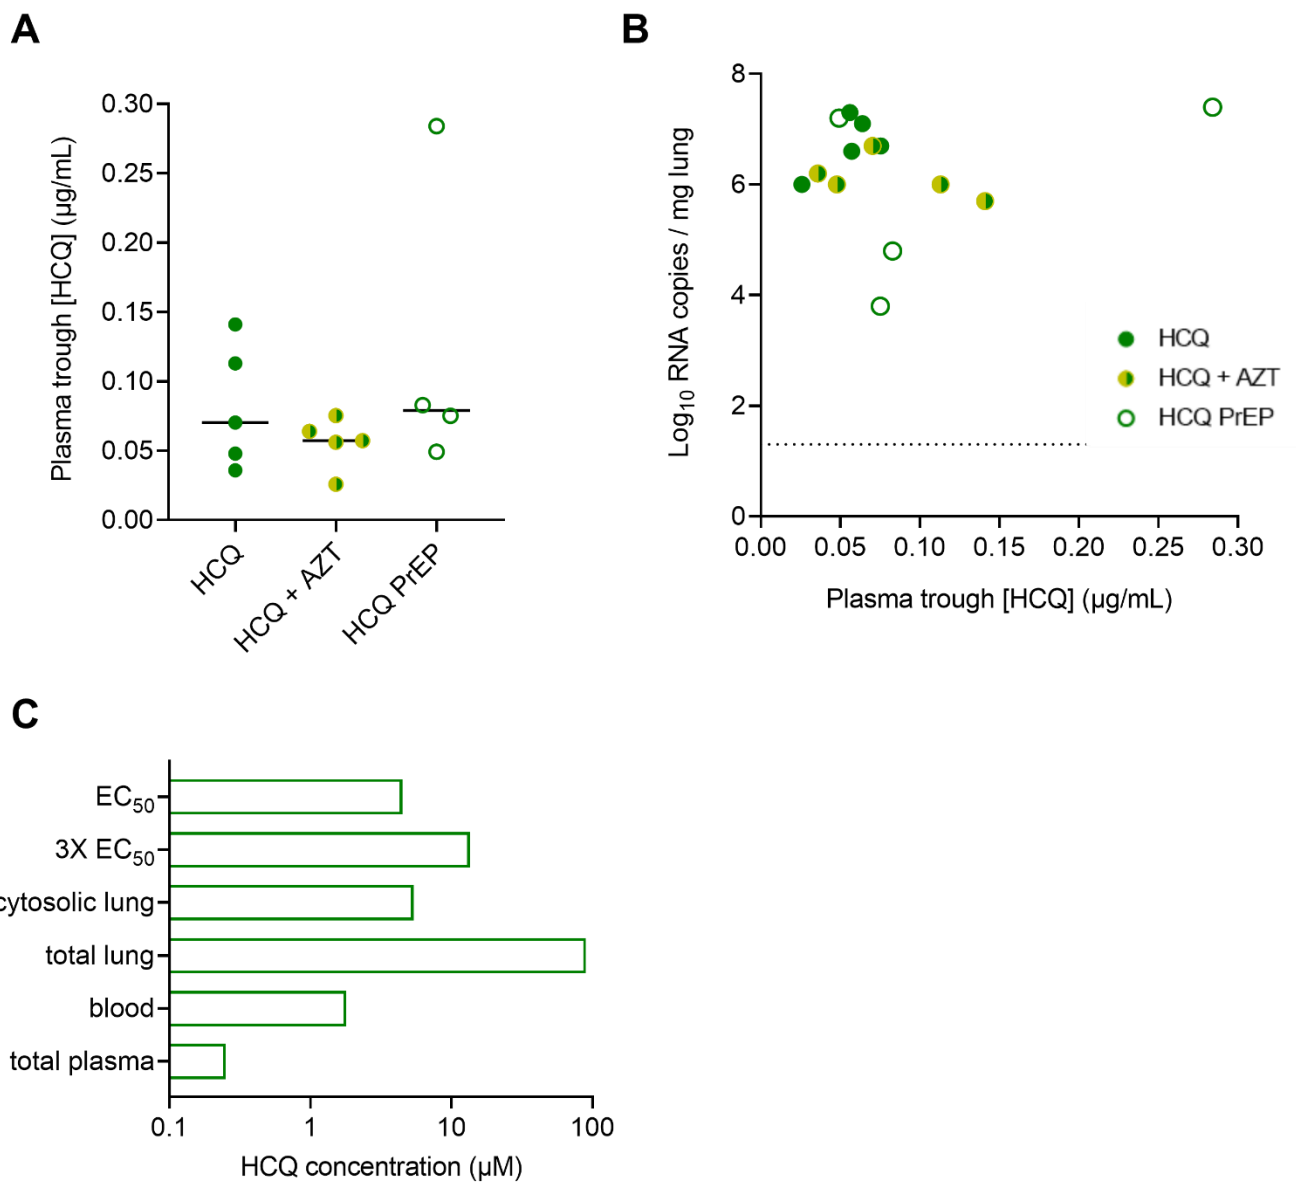 A
Plasma trough [HCQ] (µg/mL)
0.30
0.25
0.20
0.15
0.10
0.05
0.00
HCQ
HCQ + AZT
HCQ PrEP
B
Log10 RNA copies / mg lung
8
6
4
2
0
0.00 0.05 0.10 0.15 0.20 0.25 0.30
Plasma trough [HCQ] (µg/mL)
HCQ
HCQ + AZT
HCQ PrEP
C
EC50
3X EC50
cytosolic lung
total lung
blood
total plasma
0.1 1 10 100
HCQ concentration (µM)